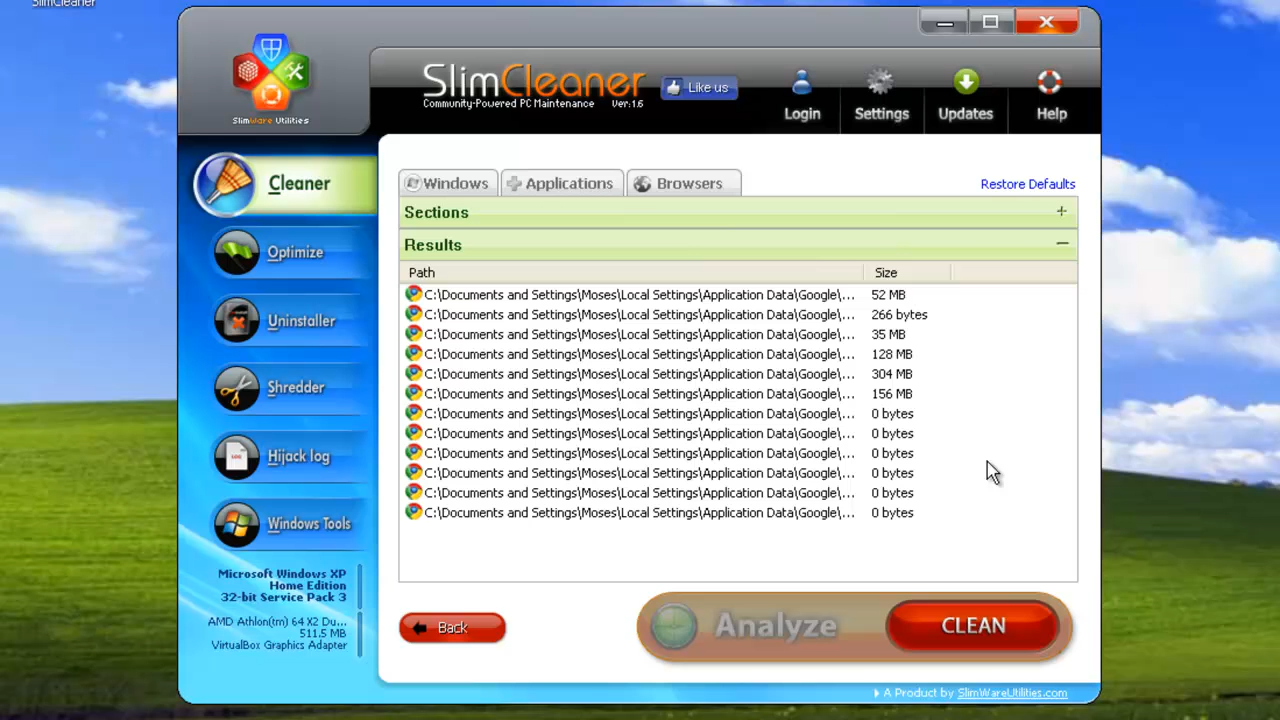 SlimCleaner
SlimWare Utilities
SlimCleaner
Community-Powered PC Maintenance Ver:1.6
Like us
Login
Settings
Updates
Help
Cleaner
Optimize
Uninstaller
Shredder
Hijack log
LOG
Windows Tools
Microsoft Windows XP
Home Edition
32-bit Service Pack 3
AMD Athlon(tm) 64 X2 Du...
511.5 MB
VirtualBox Graphics Adapter
Windows Applications Browsers Restore Defaults
Sections +
Results −
Path Size
C:\Documents and Settings\Moses\Local Settings\Application Data\Google\... 52 MB
C:\Documents and Settings\Moses\Local Settings\Application Data\Google\... 266 bytes
C:\Documents and Settings\Moses\Local Settings\Application Data\Google\... 35 MB
C:\Documents and Settings\Moses\Local Settings\Application Data\Google\... 128 MB
C:\Documents and Settings\Moses\Local Settings\Application Data\Google\... 304 MB
C:\Documents and Settings\Moses\Local Settings\Application Data\Google\... 156 MB
C:\Documents and Settings\Moses\Local Settings\Application Data\Google\... 0 bytes
C:\Documents and Settings\Moses\Local Settings\Application Data\Google\... 0 bytes
C:\Documents and Settings\Moses\Local Settings\Application Data\Google\... 0 bytes
C:\Documents and Settings\Moses\Local Settings\Application Data\Google\... 0 bytes
C:\Documents and Settings\Moses\Local Settings\Application Data\Google\... 0 bytes
C:\Documents and Settings\Moses\Local Settings\Application Data\Google\... 0 bytes
Back
Analyze
CLEAN
A Product by SlimWareUtilities.com